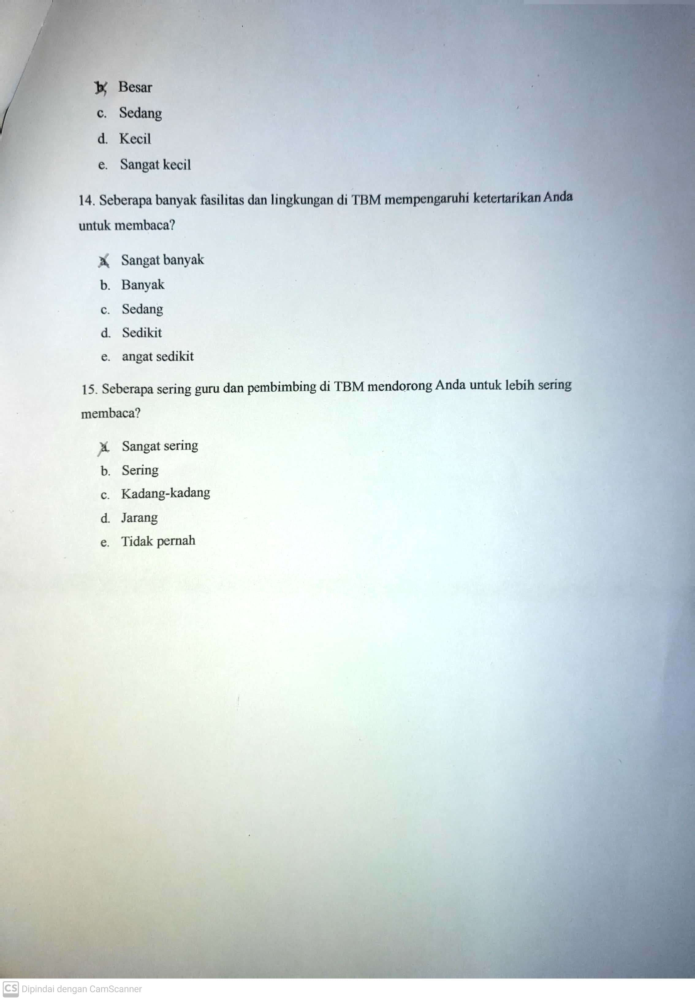 b. Besar
c. Sedang
d. Kecil
e. Sangat kecil
14. Seberapa banyak fasilitas dan lingkungan di TBM mempengaruhi ketertarikan Anda
untuk membaca?
a. Sangat banyak
b. Banyak
c. Sedang
d. Sedikit
e. angat sedikit
15. Seberapa sering guru dan pembimbing di TBM mendorong Anda untuk lebih sering
membaca?
a. Sangat sering
b. Sering
c. Kadang-kadang
d. Jarang
e. Tidak pernah
CS Dipindai dengan CamScanner